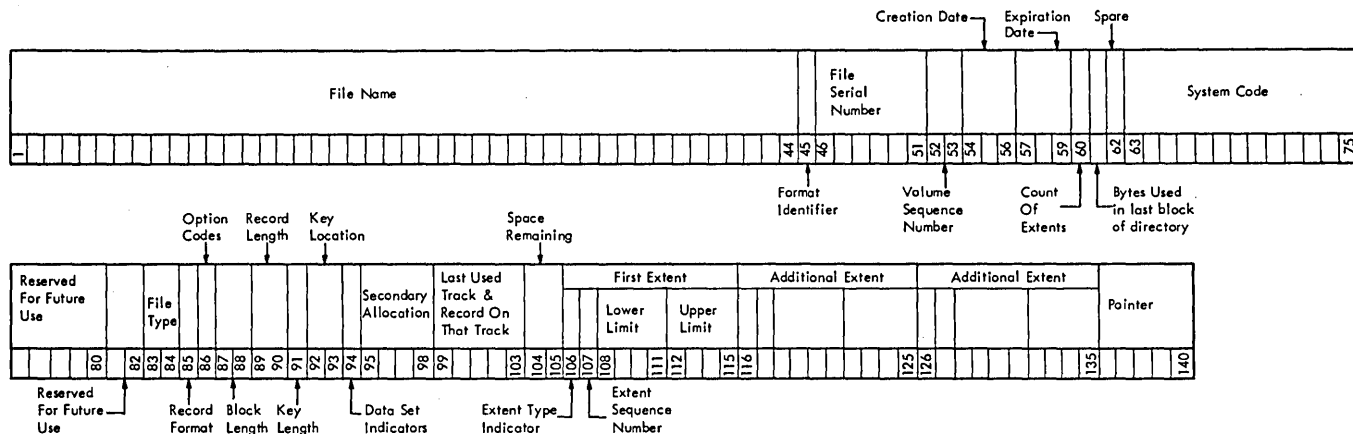 Creation Date
Expiration
Date
Spare
File Name
File
Serial
Number
System Code
1
44
45
46
51
52
53
54
56
57
59
60
62
63
75
Format
Identifier
Volume
Sequence
Number
Count
Of
Extents
Bytes Used
in last block
of directory
Option
Codes
Record
Length
Key
Location
Space
Remaining
Reserved
For Future
Use
File
Type
Secondary
Allocation
Last Used
Track &
Record On
That Track
First Extent
Lower
Limit
Upper
Limit
Additional Extent
Additional Extent
Pointer
80
82
83
84
85
86
87
88
89
90
91
92
93
94
95
98
99
103
104
105
106
107
108
111
112
115
116
125
126
135
140
Reserved
For Future
Use
Record
Format
Block
Length
Key
Length
Data Set
Indicators
Extent Type
Indicator
Extent
Sequence
Number